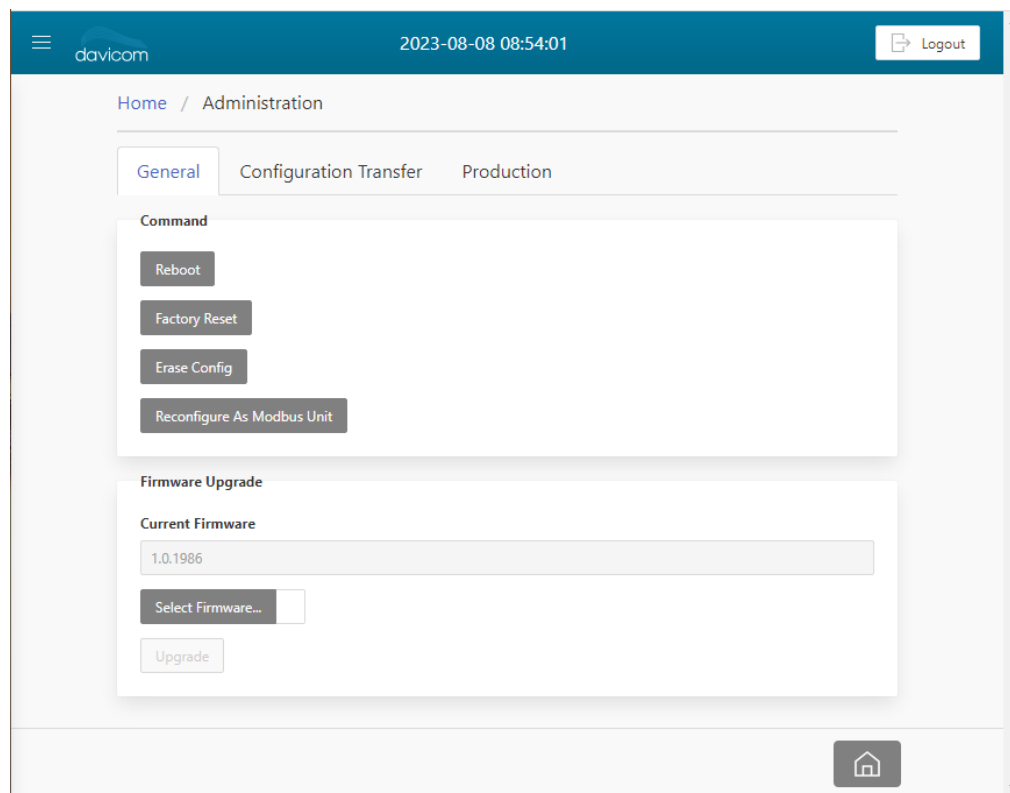 davicom
2023-08-08 08:54:01
Logout
Home / Administration
General Configuration Transfer Production
Command
Reboot
Factory Reset
Erase Config
Reconfigure As Modbus Unit
Firmware Upgrade
Current Firmware
1.0.1986
Select Firmware...
Upgrade